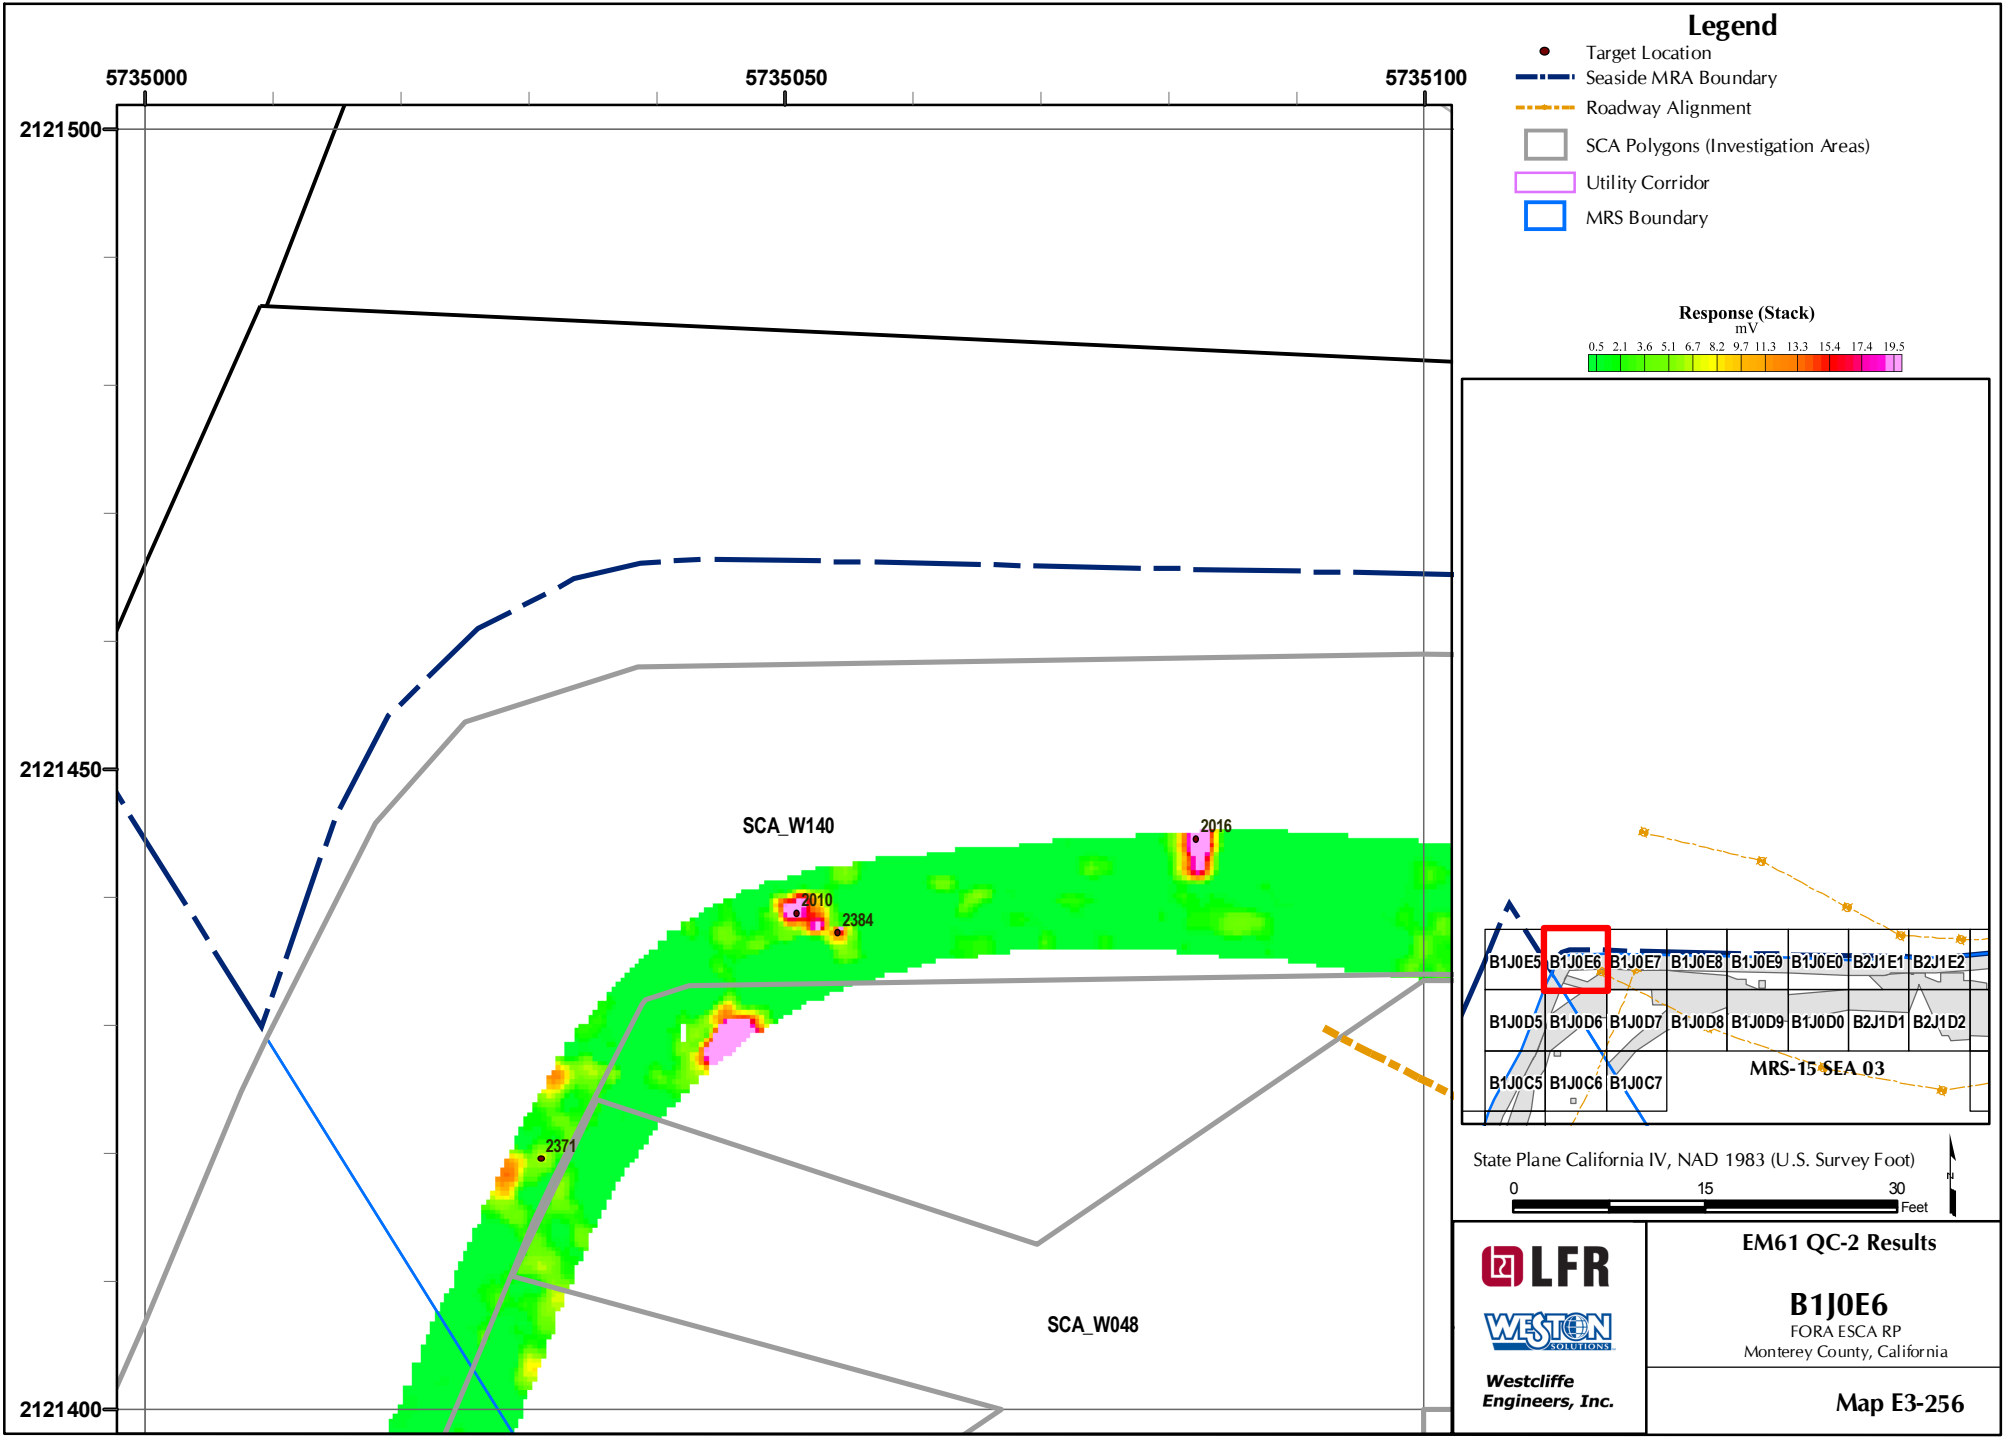 Legend
Target Location
Seaside MRA Boundary
Roadway Alignment
SCA Polygons (Investigation Areas)
Utility Corridor
MRS Boundary
5735000 5735050 5735100
2121500
2121450
2121400
SCA_W140
2016
2010
2384
2371
SCA_W048
Response (Stack)
mV
0.5 2.1 3.6 5.1 6.7 8.2 9.7 11.3 13.3 15.4 17.4 19.5
B1J0E5 B1J0E6 B1J0E7 B1J0E8 B1J0E9 B1J0E0 B2J1E1 B2J1E2
B1J0D5 B1J0D6 B1J0D7 B1J0D8 B1J0D9 B1J0D0 B2J1D1 B2J1D2
MRS-15 SEA 03
B1J0C5 B1J0C6 B1J0C7
State Plane California IV, NAD 1983 (U.S. Survey Foot)
0 15 30
Feet
N
LFR
WESTON
SOLUTIONS
Westcliffe
Engineers, Inc.
EM61 QC-2 Results
B1J0E6
FORA ESCA RP
Monterey County, California
Map E3-256